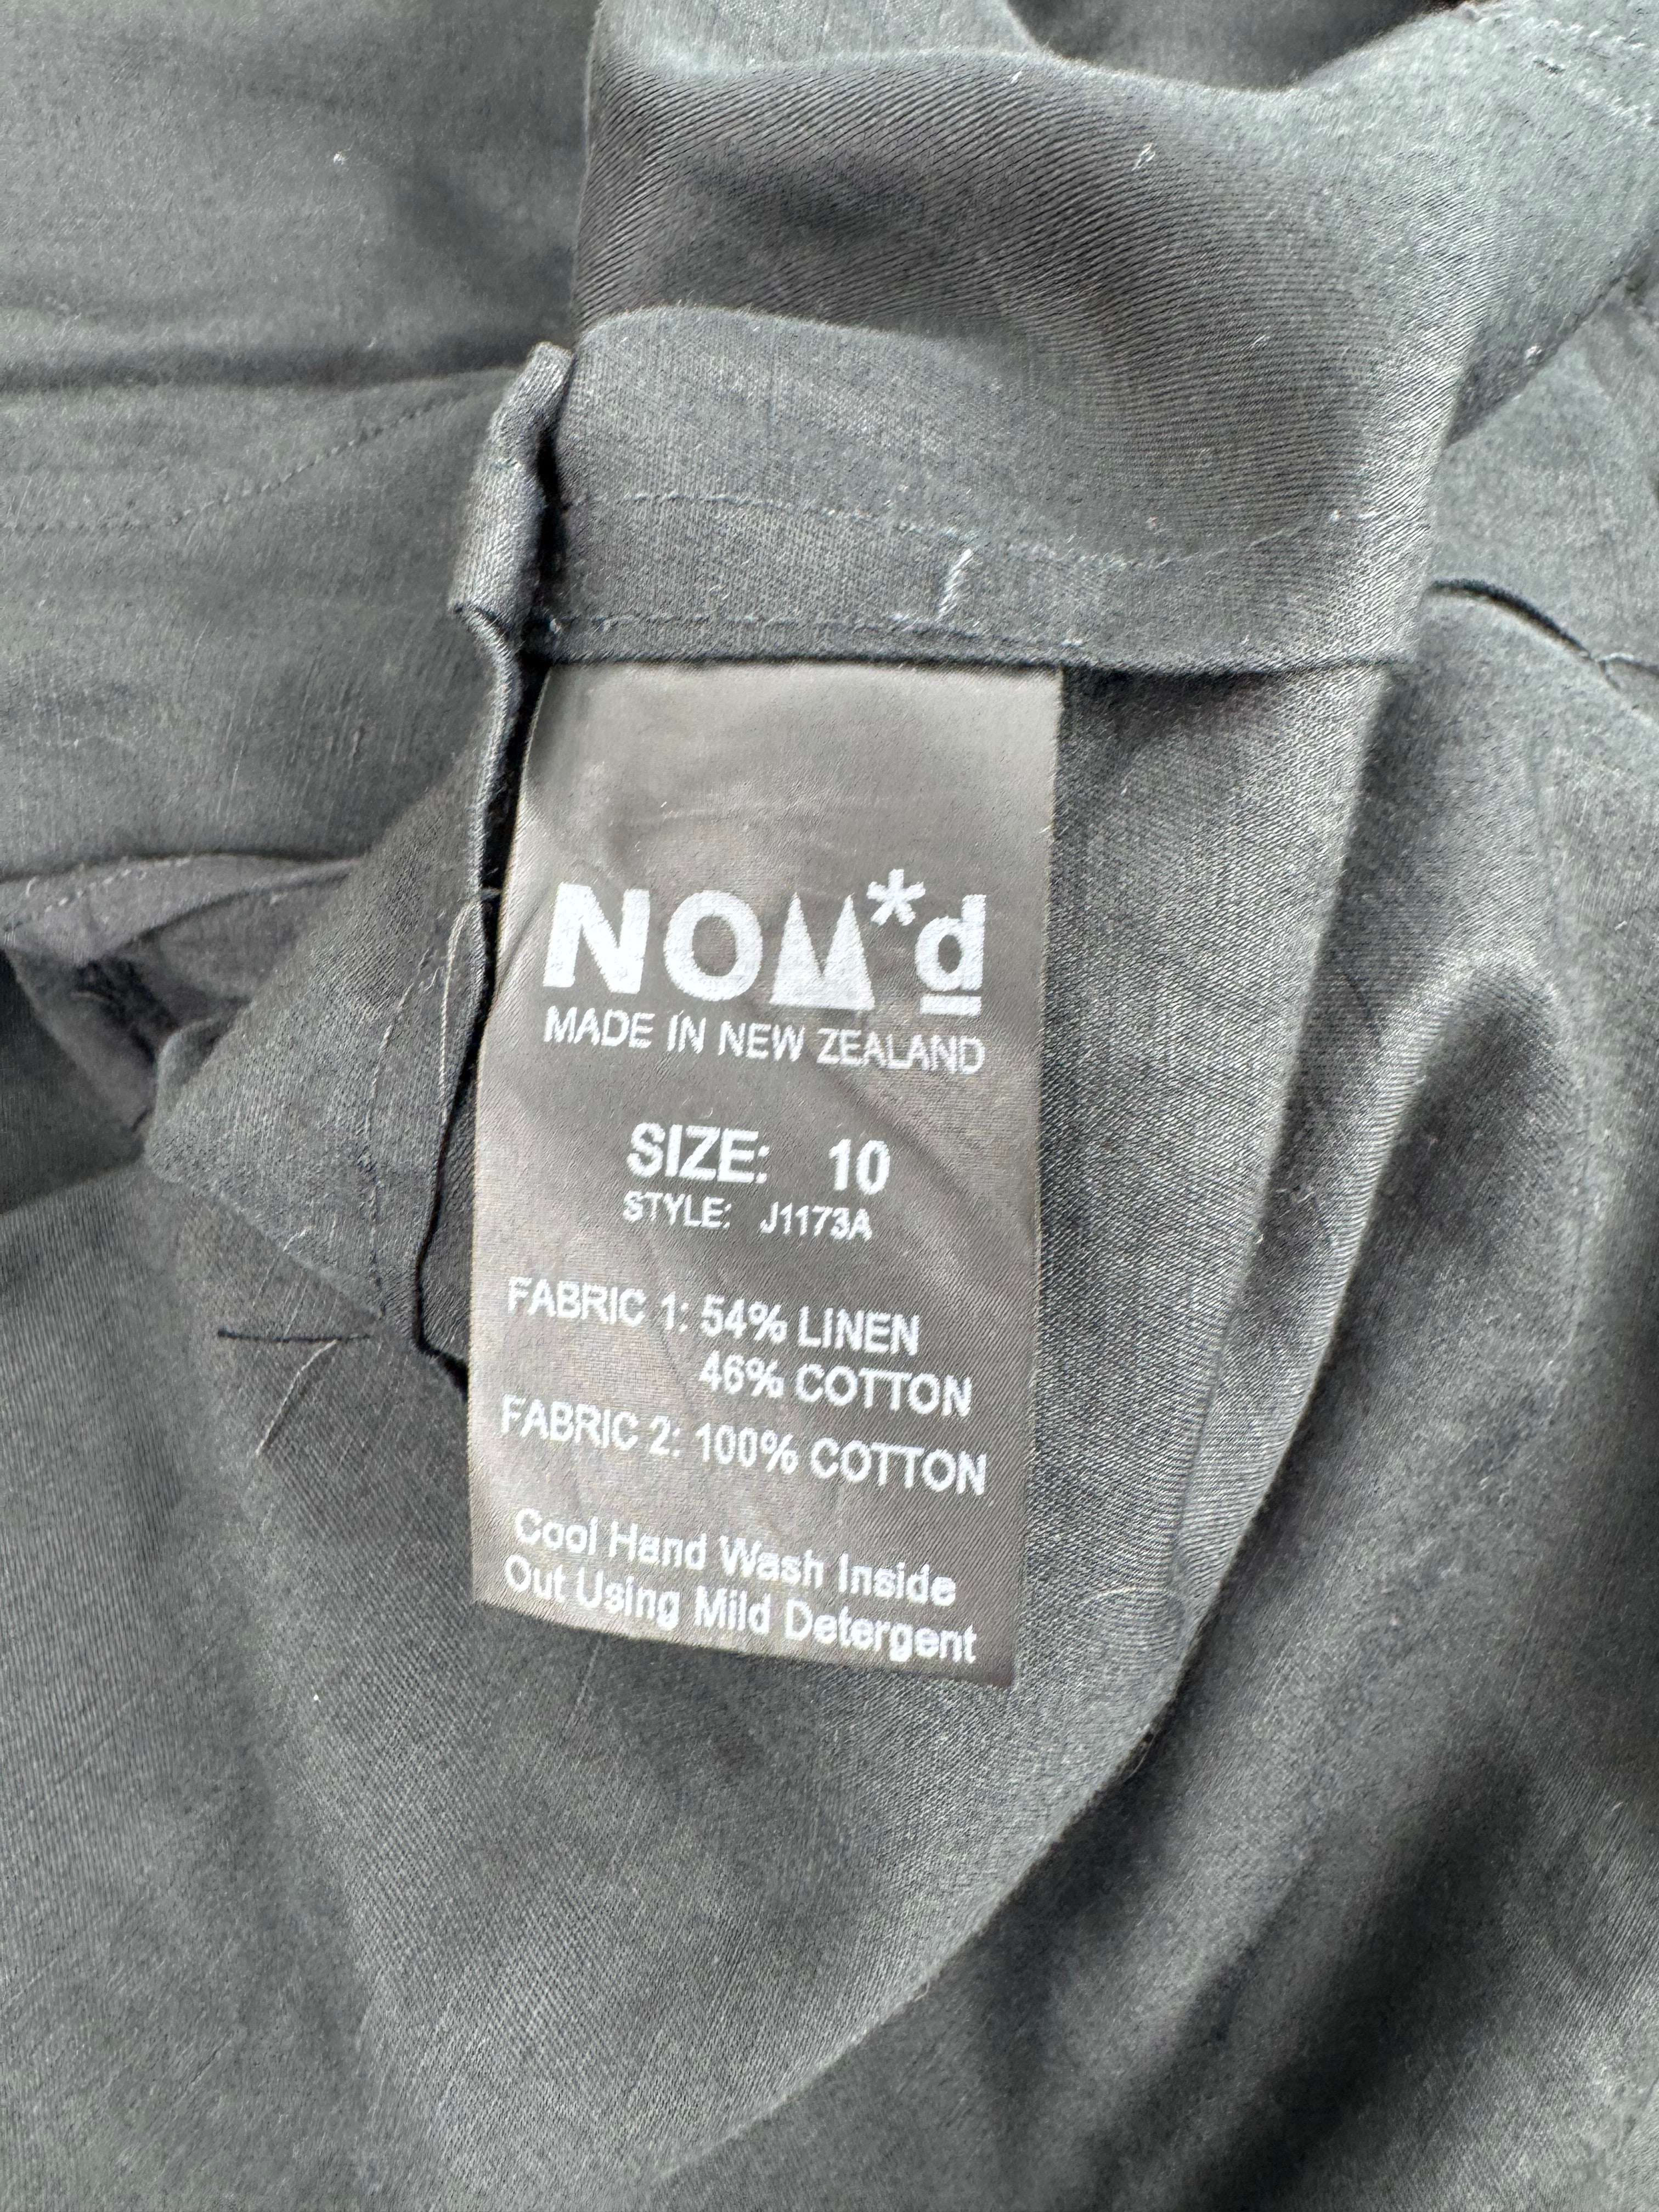 NOM*d
MADE IN NEW ZEALAND
SIZE: 10
STYLE: J1173A
FABRIC 1: 54% LINEN
46% COTTON
FABRIC 2: 100% COTTON
Cool Hand Wash Inside
Out Using Mild Detergent